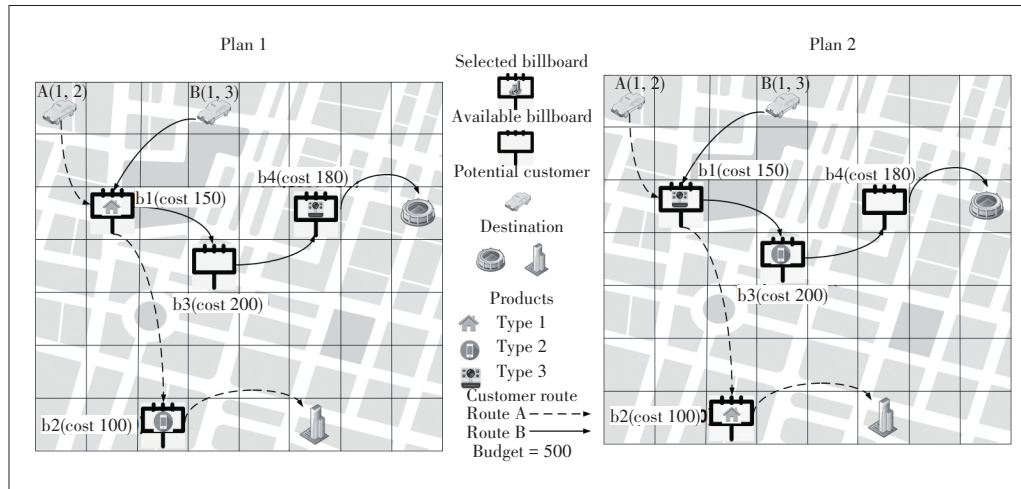 Plan 1
A(1, 2)
B(1, 3)
b1(cost 150)
b4(cost 180)
b3(cost 200)
b2(cost 100)
Selected billboard
Available billboard
Potential customer
Destination
Products
Type 1
Type 2
Type 3
Customer route
Route A
Route B
Budget = 500
Plan 2
A(1, 2)
B(1, 3)
b1(cost 150)
b4(cost 180)
b3(cost 200)
b2(cost 100)